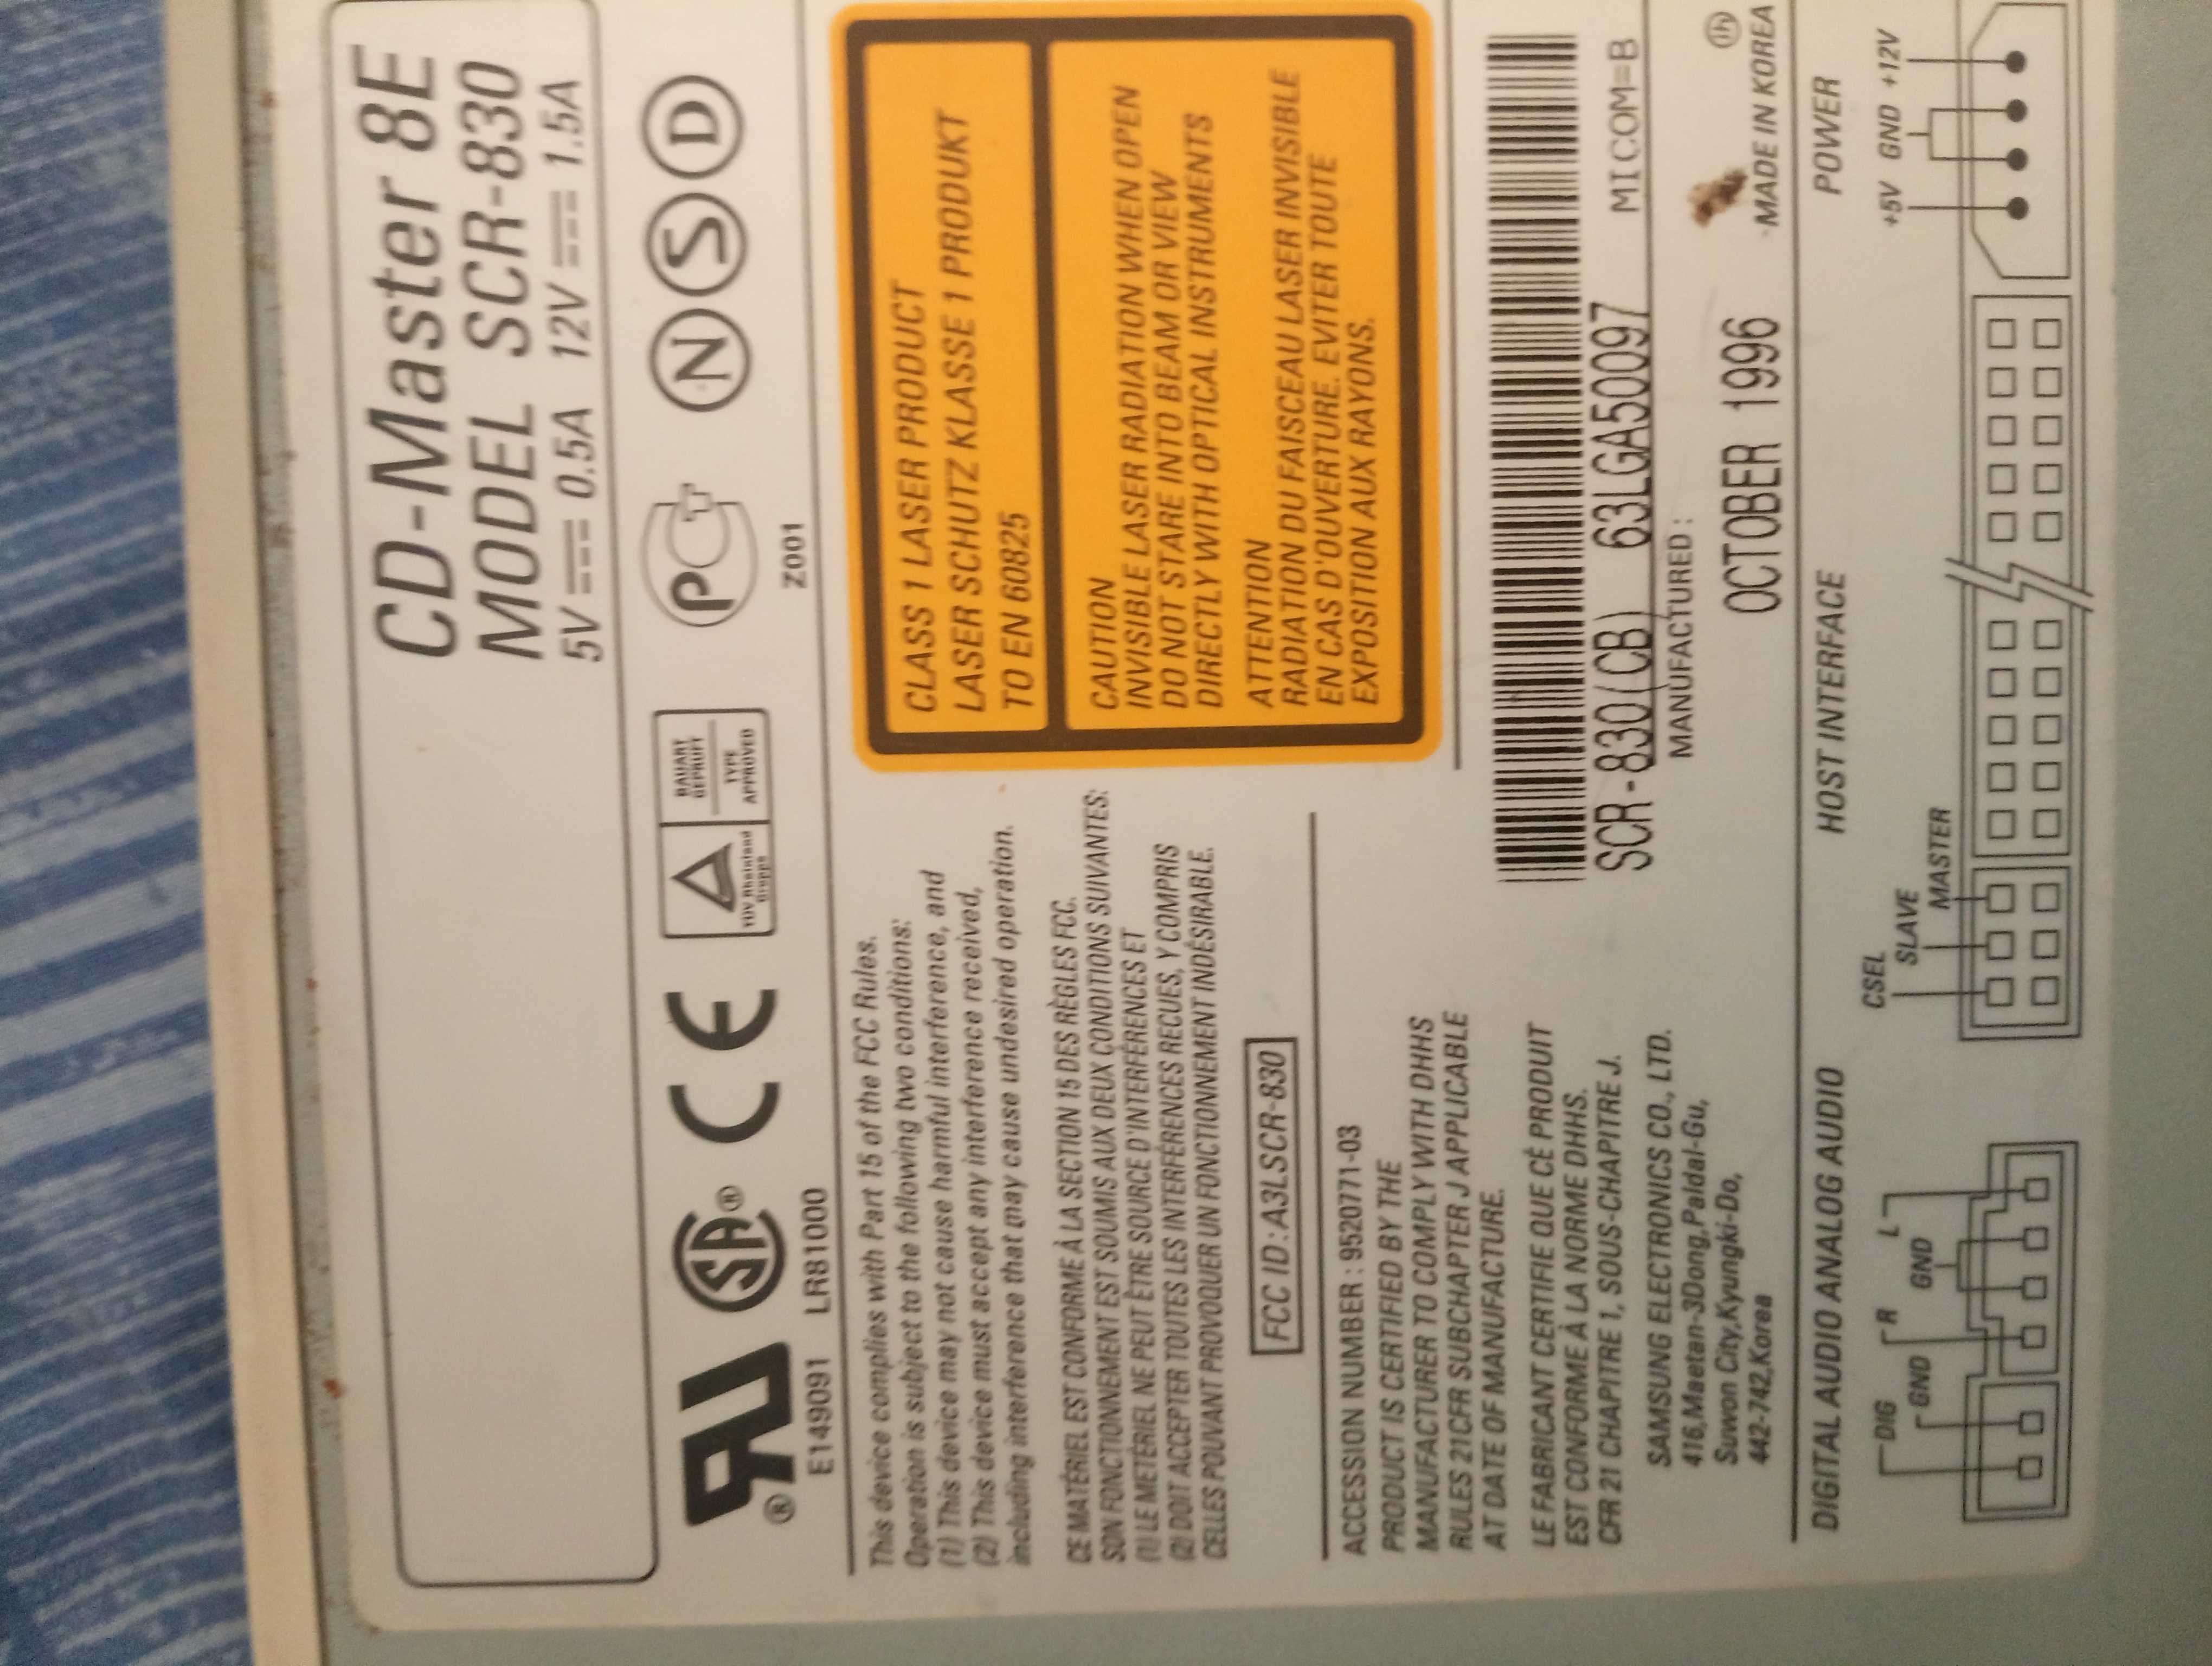 CD-Master 8E
MODEL SCR-830
5V 0.5A 12V 1.5A
E149091 LR81000
CE
TÜV Rheinland
Gruppe
BAUART
GEPRÜFT
TYPE
APPROVED
Z001
N S D
This device complies with Part 15 of the FCC Rules.
Operation is subject to the following two conditions:
(1) This device may not cause harmful interference, and
(2) This device must accept any interference received,
including interference that may cause undesired operation.
CE MATÉRIEL EST CONFORME À LA SECTION 15 DES RÈGLES FCC.
SON FONCTIONNEMENT EST SOUMIS AUX DEUX CONDITIONS SUIVANTES:
(1) LE METÉRIEL NE PEUT ÊTRE SOURCE D'INTERFÉRENCES ET
(2) DOIT ACCEPTER TOUTES LES INTERFÉRENCES RECUES, Y COMPRIS
CELLES POUVANT PROVOQUER UN FONCTIONNEMENT INDÉSIRABLE.
FCC ID: A3LSCR-830
CLASS 1 LASER PRODUCT
LASER SCHUTZ KLASSE 1 PRODUKT
TO EN 60825
CAUTION
INVISIBLE LASER RADIATION WHEN OPEN
DO NOT STARE INTO BEAM OR VIEW
DIRECTLY WITH OPTICAL INSTRUMENTS
ATTENTION
RADIATION DU FAISCEAU LASER INVISIBLE
EN CAS D'OUVERTURE. EVITER TOUTE
EXPOSITION AUX RAYONS.
ACCESSION NUMBER : 9520771-03
PRODUCT IS CERTIFIED BY THE
MANUFACTURER TO COMPLY WITH DHHS
RULES 21CFR SUBCHAPTER J APPLICABLE
AT DATE OF MANUFACTURE.
LE FABRICANT CERTIFIE QUE CÉ PRODUIT
EST CONFORME À LA NORME DHHS.
CFR 21 CHAPITRE 1, SOUS-CHAPITRE J.
SAMSUNG ELECTRONICS CO., LTD.
416,Maetan-3Dong,Paldal-Gu,
Suwon City,Kyungki-Do,
442-742,Korea
SCR-830(CB) 63LGA50097 MICOM=B
MANUFACTURED :
OCTOBER 1996
MADE IN KOREA
DIGITAL AUDIO ANALOG AUDIO
HOST INTERFACE
POWER
DIG
GND
R
GND
L
CSEL
SLAVE
MASTER
+5V GND +12V